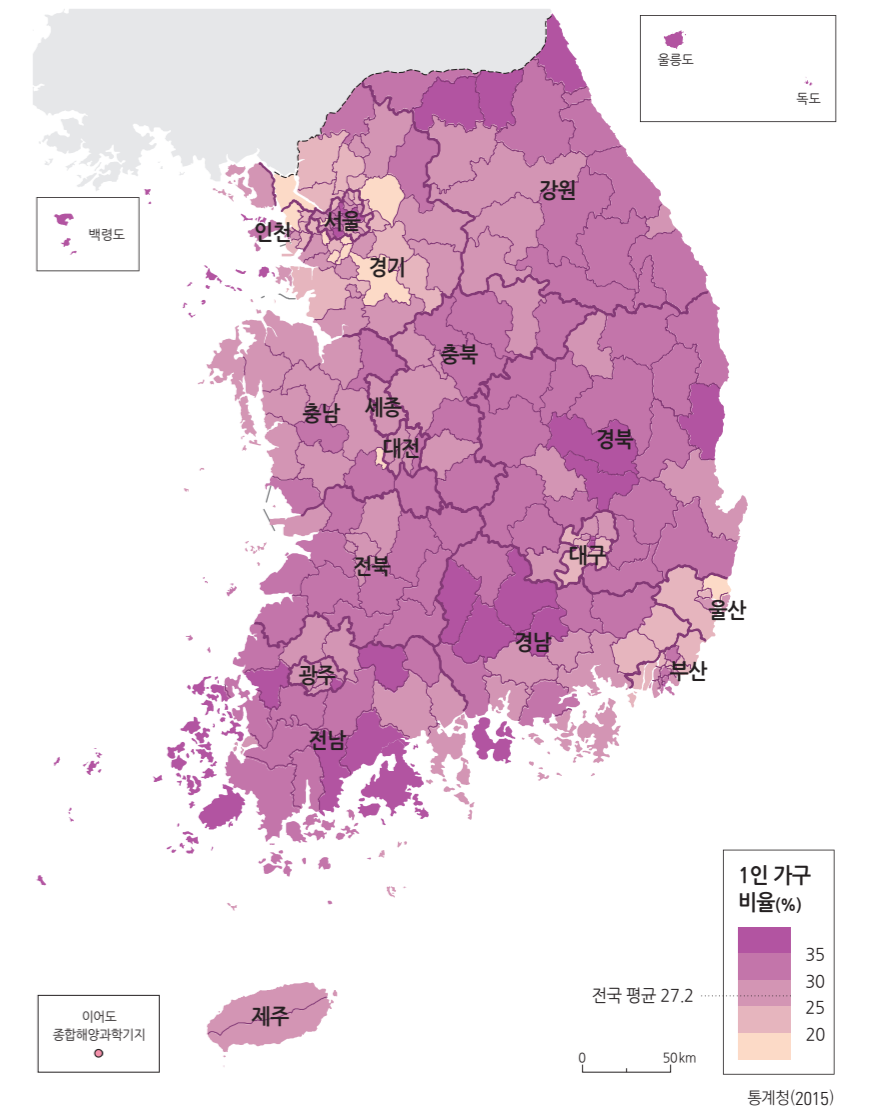 울릉도
독도
백령도
강원
서울
인천
경기
충북
충남
세종
대전
경북
대구
전북
울산
경남
부산
광주
전남
제주
1인 가구
비율(%)
35
30
25
20
전국 평균 27.2
이어도
종합해양과학기지
0 50km
통계청(2015)